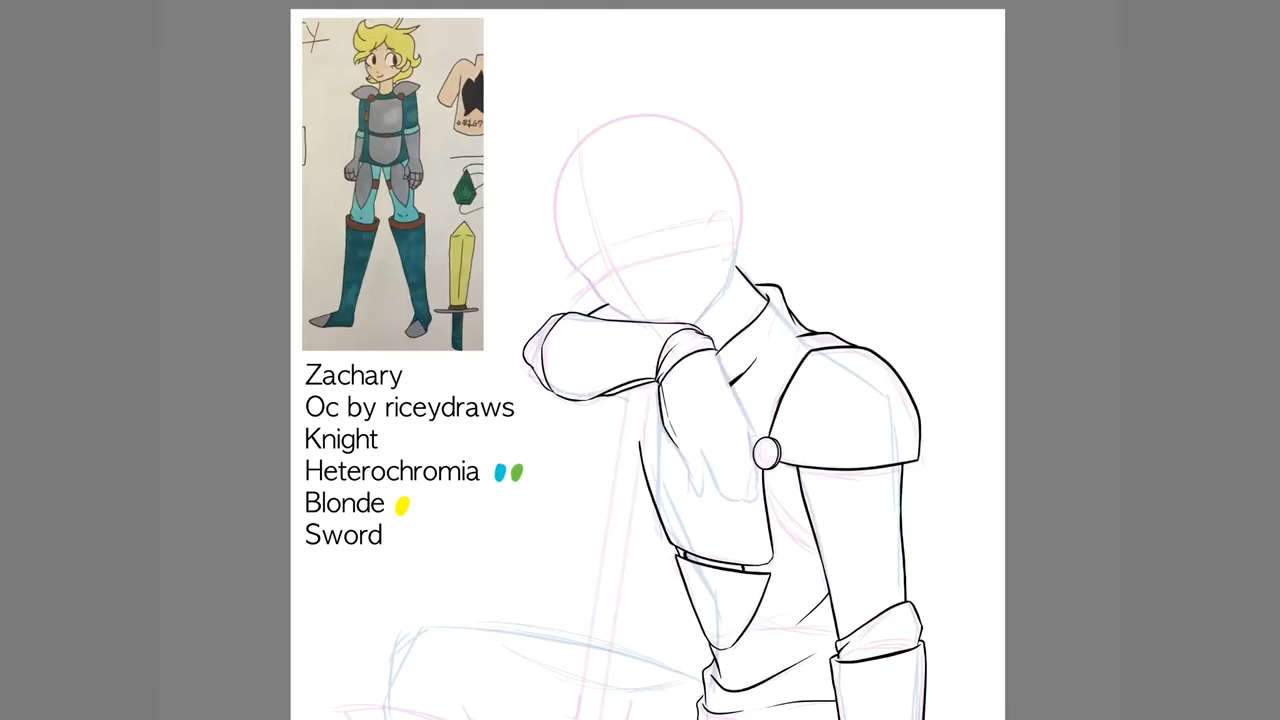 Zachary
Oc by riceydraws
Knight
Heterochromia
Blonde
Sword